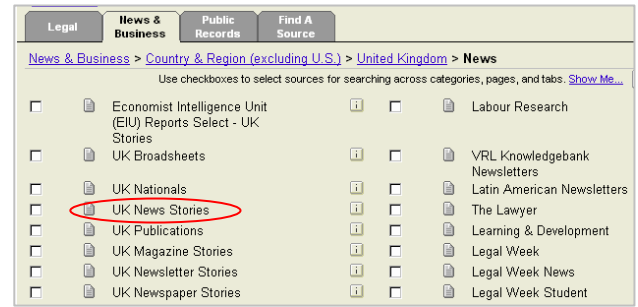 Legal
News &
Business
Public
Records
Find A
Source
News & Business > Country & Region (excluding U.S.) > United Kingdom > News
Use checkboxes to select sources for searching across categories, pages, and tabs. Show Me...
Economist Intelligence Unit
(EIU) Reports Select - UK
Stories
Labour Research
UK Broadsheets
VRL Knowledgebank
Newsletters
UK Nationals
Latin American Newsletters
UK News Stories
The Lawyer
UK Publications
Learning & Development
UK Magazine Stories
Legal Week
UK Newsletter Stories
Legal Week News
UK Newspaper Stories
Legal Week Student